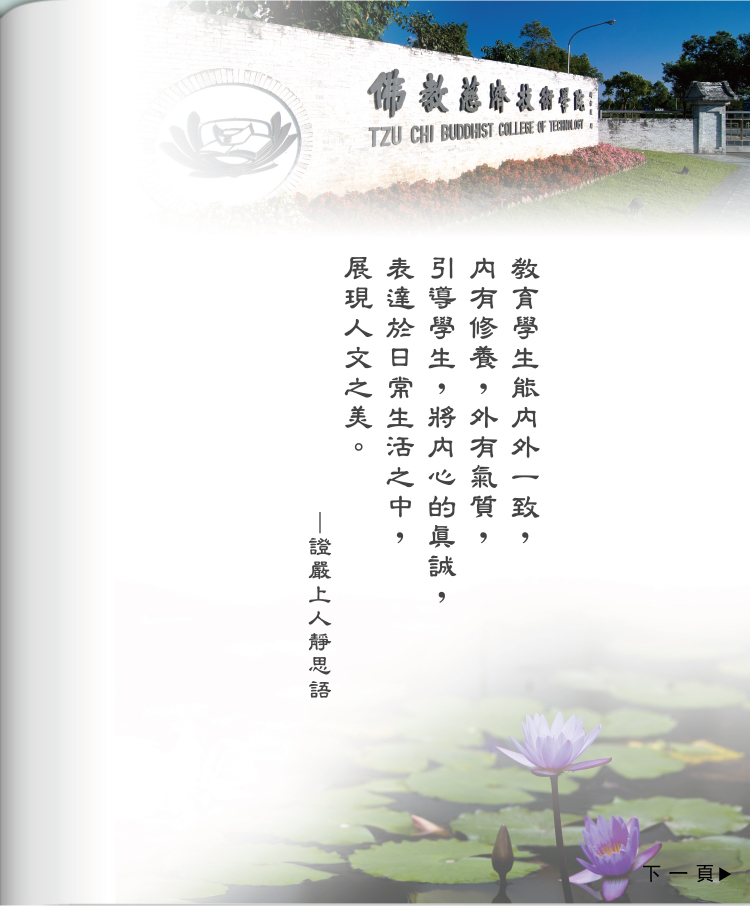 佛教慈濟技術學院
TZU CHI BUDDHIST COLLEGE OF TECHNOLOGY
教育學生能內外一致，
內有修養，外有氣質，
引導學生，將內心的真誠，
表達於日常生活之中，
展現人文之美。
—證嚴上人靜思語
下一頁▶